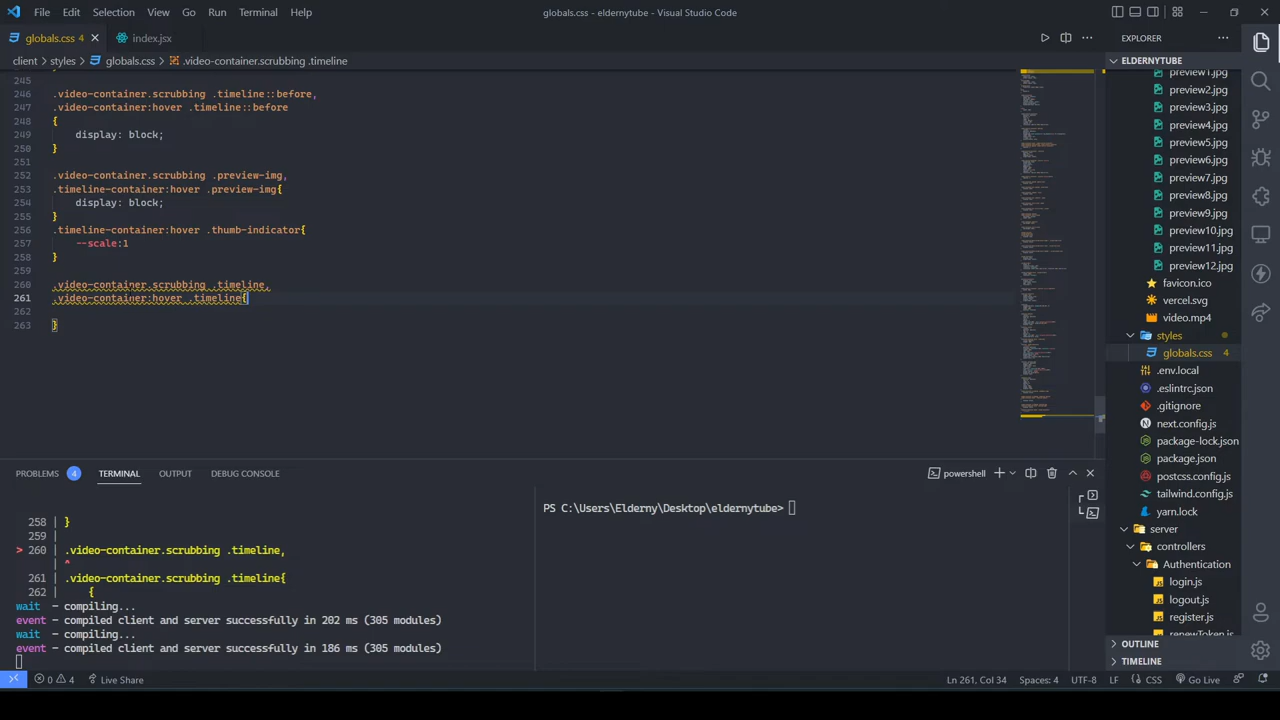 File Edit Selection View Go Run Terminal Help
globals.css - eldernytube - Visual Studio Code
globals.css 4
index.jsx
EXPLORER
client > styles > globals.css > .video-container.scrubbing .timeline
ELDERNYTUBE
245
246 .video-container.scrubbing .timeline::before,
247 .video-container:hover .timeline::before
248 {
249 display: block;
250 }
251
252 .video-container.scrubbing .preview-img,
253 .timeline-container:hover .preview-img{
254 display: block;
255 }
256 .timeline-container:hover .thumb-indicator{
257 --scale:1
258 }
259
260 .video-container.scrubbing .timeline,
261 .video-container:hover .timeline{
262
263 }
preview1.jpg
preview2.jpg
preview3.jpg
preview4.jpg
preview5.jpg
preview6.jpg
preview7.jpg
preview8.jpg
preview9.jpg
preview10.jpg
preview11.jpg
preview12.jpg
favicon.ico
vercel.svg
video.mp4
styles
globals.css 4
.env.local
.eslintrc.json
.gitignore
next.config.js
package-lock.json
package.json
postcss.config.js
tailwind.config.js
yarn.lock
server
controllers
Authentication
login.js
logout.js
register.js
renewToken.js
OUTLINE
TIMELINE
PROBLEMS 4 TERMINAL OUTPUT DEBUG CONSOLE
powershell
258 | }
259 |
> 260 | .video-container.scrubbing .timeline,
| ^
261 | .video-container.scrubbing .timeline{
262 | {
wait - compiling...
event - compiled client and server successfully in 202 ms (305 modules)
wait - compiling...
event - compiled client and server successfully in 186 ms (305 modules)
PS C:\Users\Elderny\Desktop\eldernytube>
0 4 Live Share
Ln 261, Col 34 Spaces: 4 UTF-8 LF { } CSS Go Live